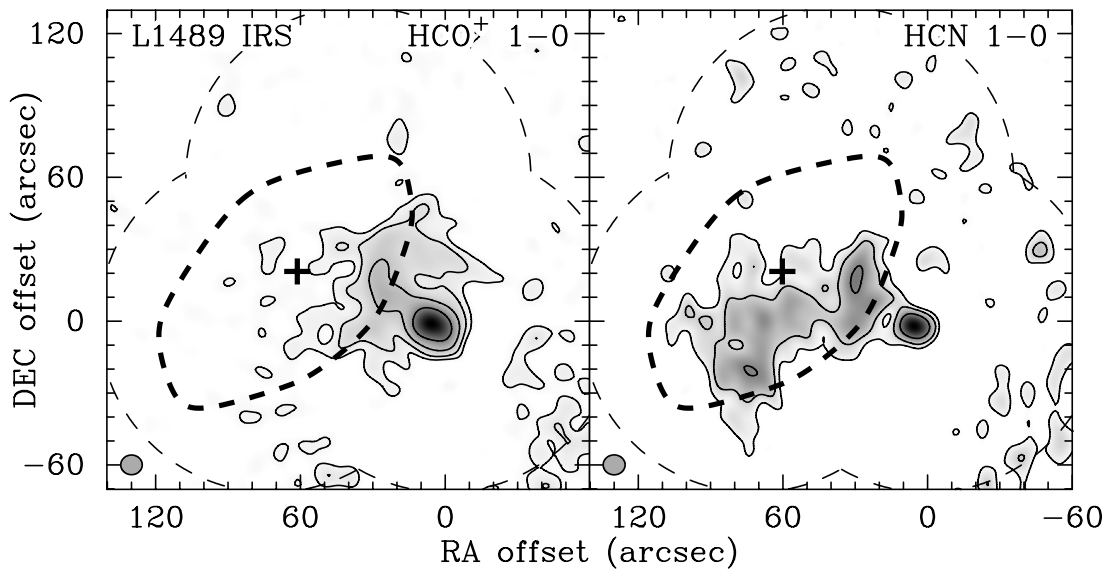 L1489 IRS HCO+ 1-0 HCN 1-0
120
60
0
-60
120 60 0 120 60 0 -60
DEC offset (arcsec)
RA offset (arcsec)